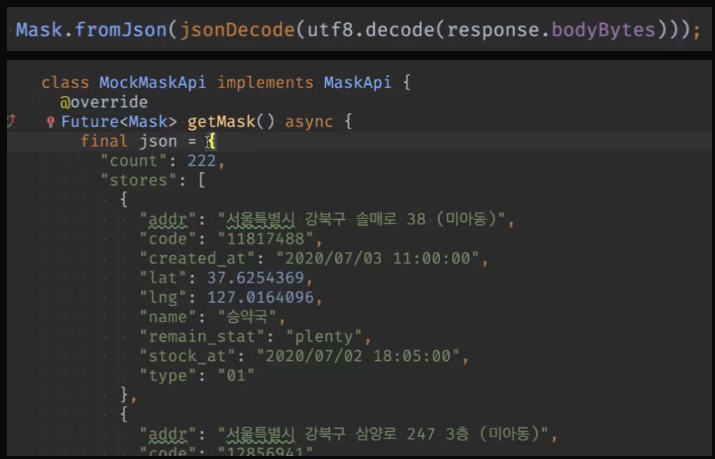 Mask.fromJson(jsonDecode(utf8.decode(response.bodyBytes)));
class MockMaskApi implements MaskApi {
@override
Future<Mask> getMask() async {
final json = {
"count": 222,
"stores": [
{
"addr": "서울특별시 강북구 솔매로 38 (미아동)",
"code": "11817488",
"created_at": "2020/07/03 11:00:00",
"lat": 37.6254369,
"lng": 127.0164096,
"name": "승약국",
"remain_stat": "plenty",
"stock_at": "2020/07/02 18:05:00",
"type": "01"
},
{
"addr": "서울특별시 강북구 삼양로 247 3층 (미아동)",
"code": "12856941"